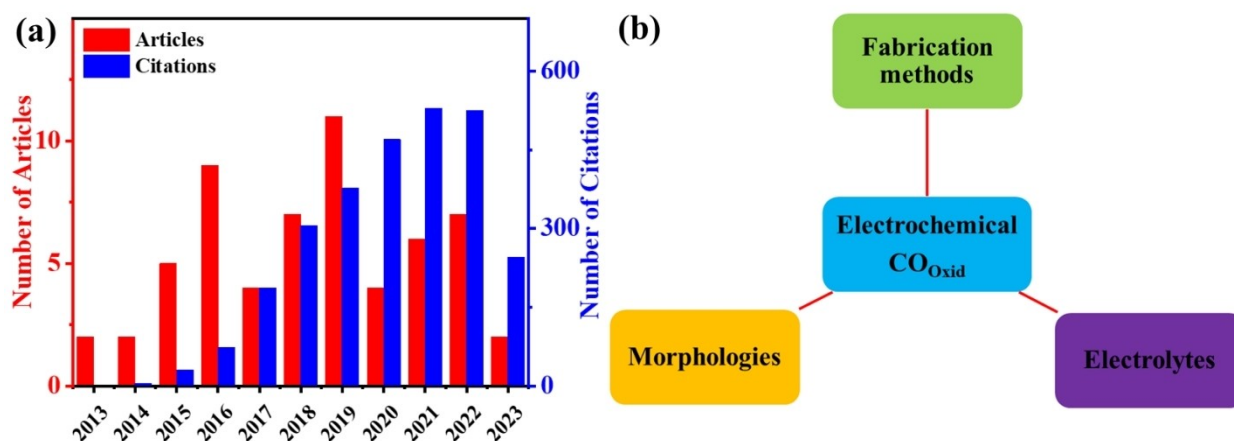 (a)
Articles
Citations
Number of Articles
10
5
0
Number of Citations
600
300
0
2013
2014
2015
2016
2017
2018
2019
2020
2021
2022
2023
(b)
Fabrication
methods
Electrochemical
CO_Oxid
Morphologies
Electrolytes